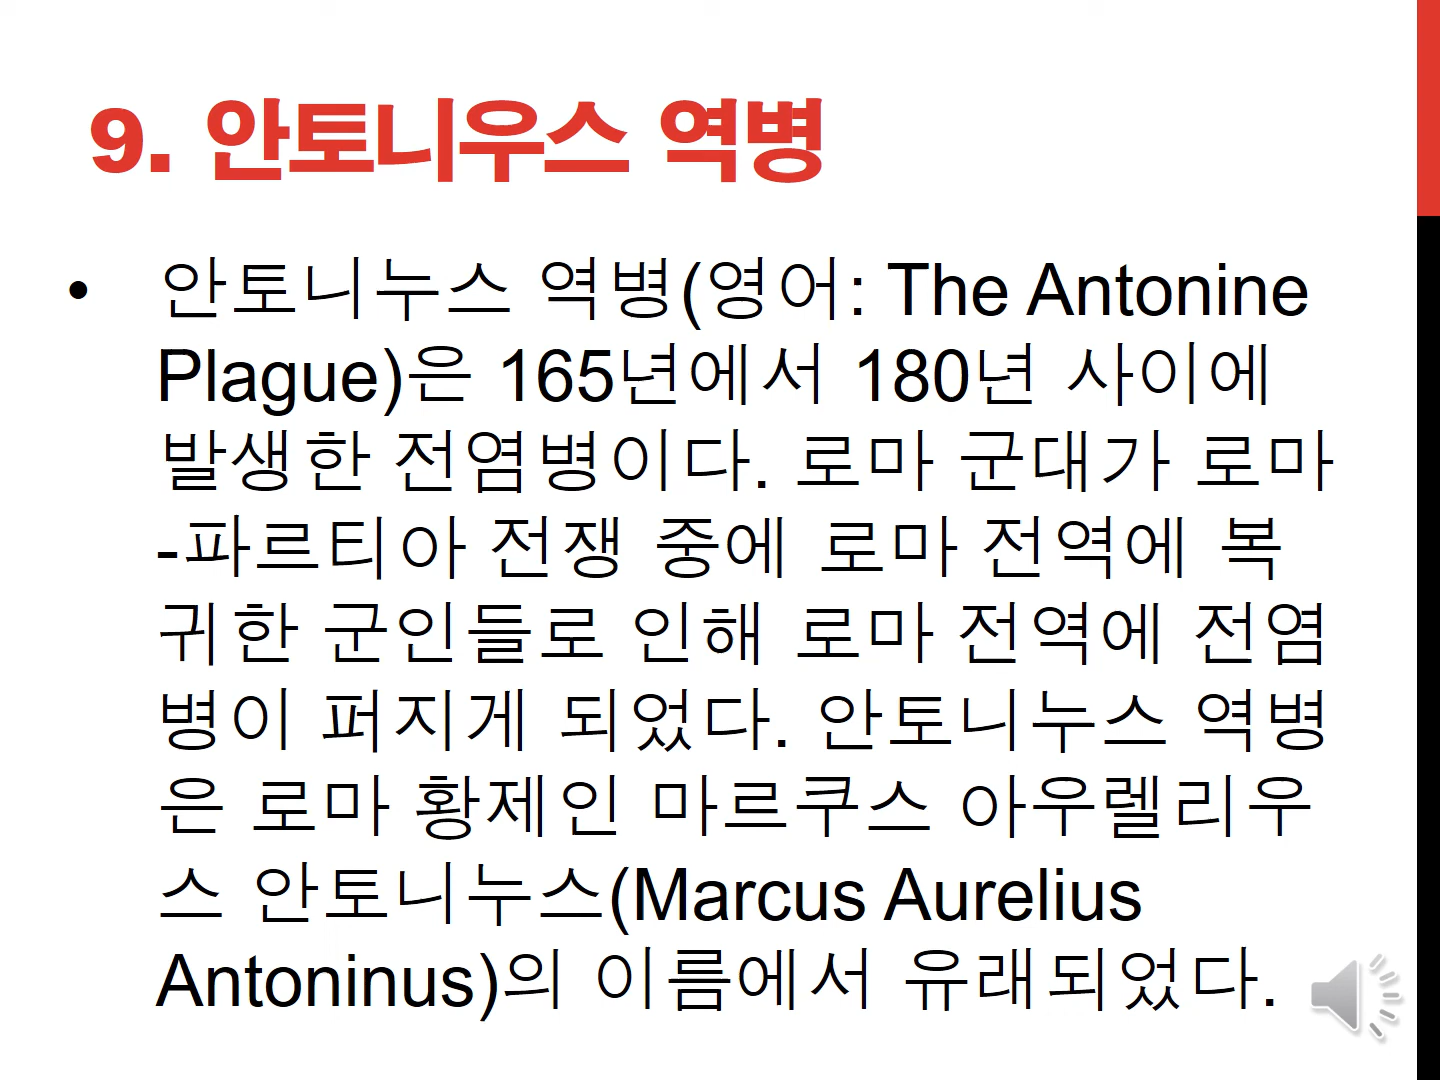 9. 안토니우스 역병
• 안토니누스 역병(영어: The Antonine
Plague)은 165년에서 180년 사이에
발생한 전염병이다. 로마 군대가 로마
-파르티아 전쟁 중에 로마 전역에 복
귀한 군인들로 인해 로마 전역에 전염
병이 퍼지게 되었다. 안토니누스 역병
은 로마 황제인 마르쿠스 아우렐리우
스 안토니누스(Marcus Aurelius
Antoninus)의 이름에서 유래되었다.